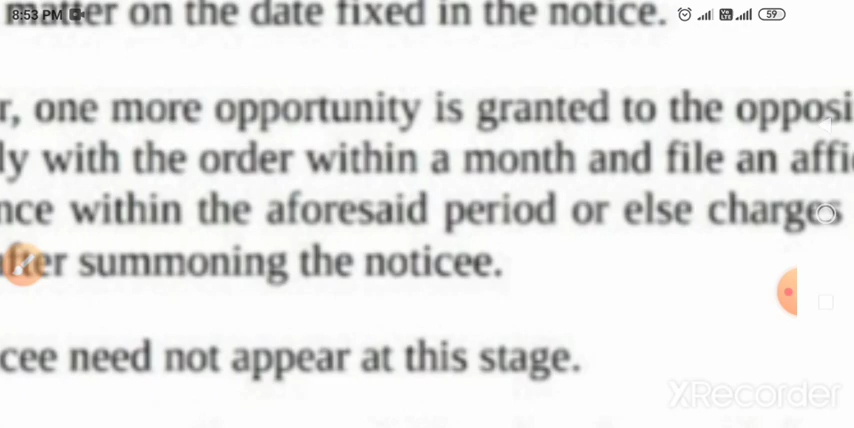 8:53 PM matter on the date fixed in the notice. 59
r, one more opportunity is granted to the opposi
ly with the order within a month and file an affi
nce within the aforesaid period or else charges
after summoning the noticee.
cee need not appear at this stage.
XRecorder